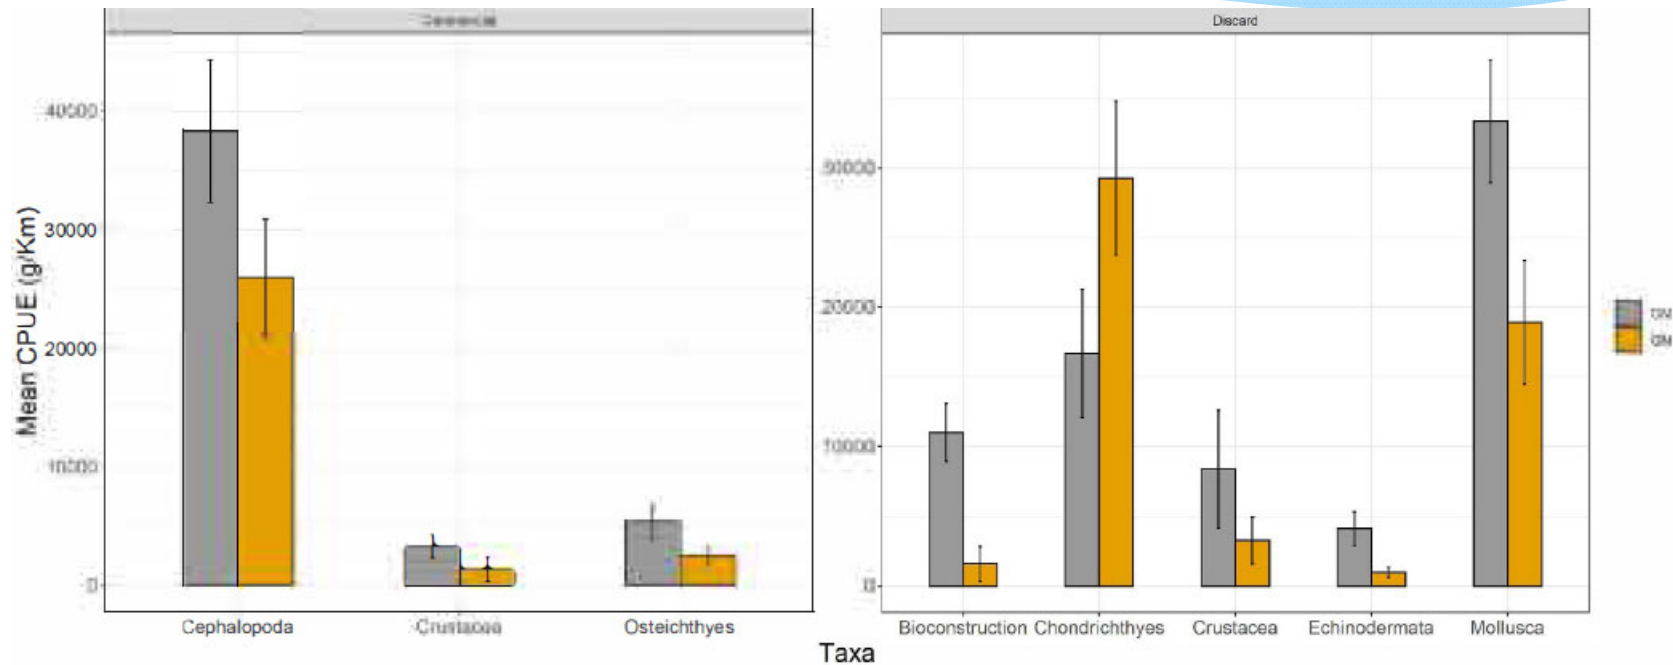 Discard
Mean CPUE (g/Km)
40000
30000
20000
10000
0
30000
20000
10000
0
Cephalopoda
Crustacea
Osteichthyes
Bioconstruction
Chondrichthyes
Crustacea
Echinodermata
Mollusca
Taxa